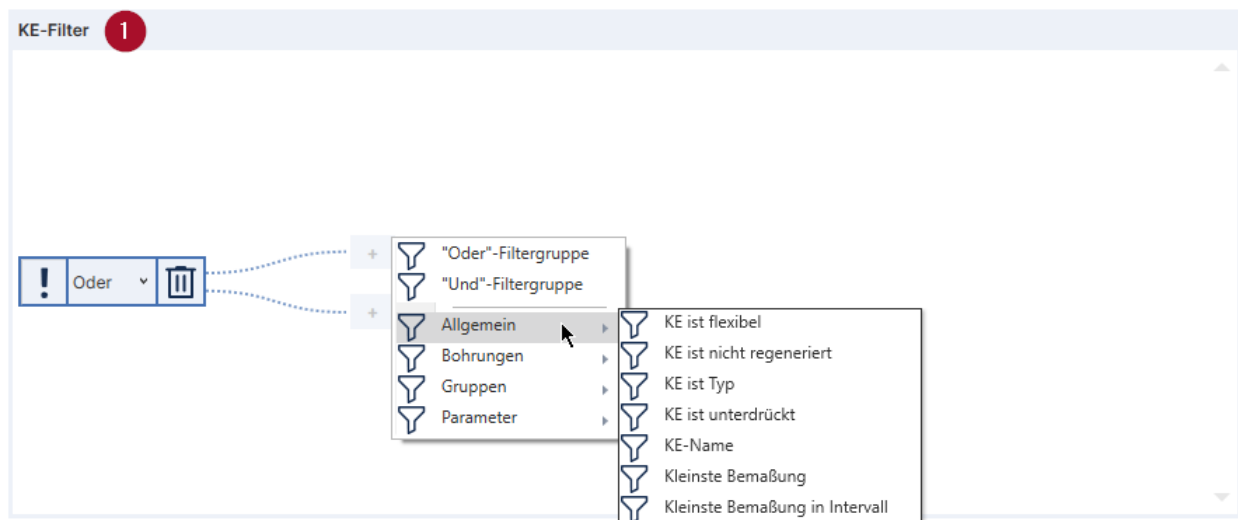 KE-Filter 1
"Oder"-Filtergruppe
"Und"-Filtergruppe
Oder
Allgemein
Bohrungen
Gruppen
Parameter
KE ist flexibel
KE ist nicht regeneriert
KE ist Typ
KE ist unterdrückt
KE-Name
Kleinste Bemaßung
Kleinste Bemaßung in Intervall